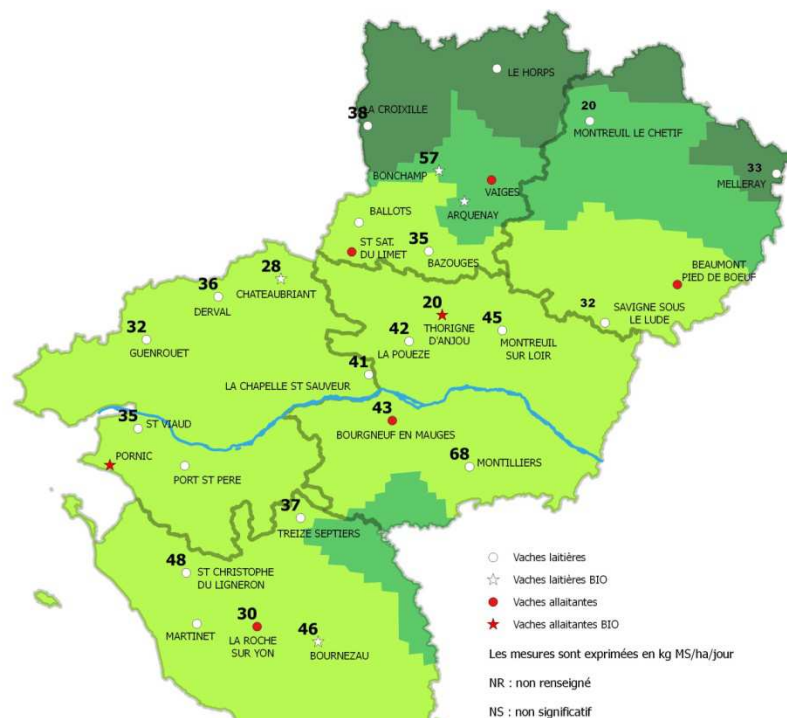 LE HORPS
38
LA CROIXILLE
20
MONTREUIL LE CHETIF
57
BONCHAMP
33
MELLERAY
VAIGES
ARQUENAY
BALLOTS
35
BAZOUGES
ST SAT.
DU LIMET
BEAUMONT
PIED DE BOEUF
28
CHATEAUBRIANT
36
DERVAL
20
THORIGNE
D'ANJOU
32
SAVIGNE SOUS
LE LUDE
32
GUENROUET
42
LA POUEZE
45
MONTREUIL
SUR LOIR
41
LA CHAPELLE ST SAUVEUR
35
ST VIAUD
43
BOURGNEUF EN MAUGES
PORNIC
PORT ST PERE
68
MONTILLIERS
37
TREIZE SEPTIERS
48
ST CHRISTOPHE
DU LIGNERON
MARTINET
30
LA ROCHE
SUR YON
46
BOURNEZAU
Vaches laitières
Vaches laitières BIO
Vaches allaitantes
Vaches allaitantes BIO
Les mesures sont exprimées en kg MS/ha/jour
NR : non renseigné
NS : non significatif